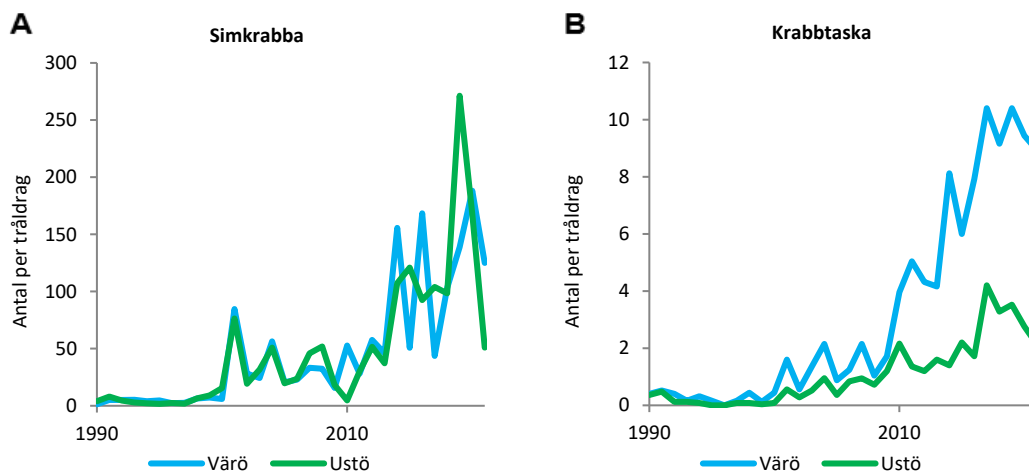 A
Simkrabba
Antal per tråldrag
300
250
200
150
100
50
0
1990
2010
Värö
Ustö
B
Krabbtaska
Antal per tråldrag
12
10
8
6
4
2
0
1990
2010
Värö
Ustö